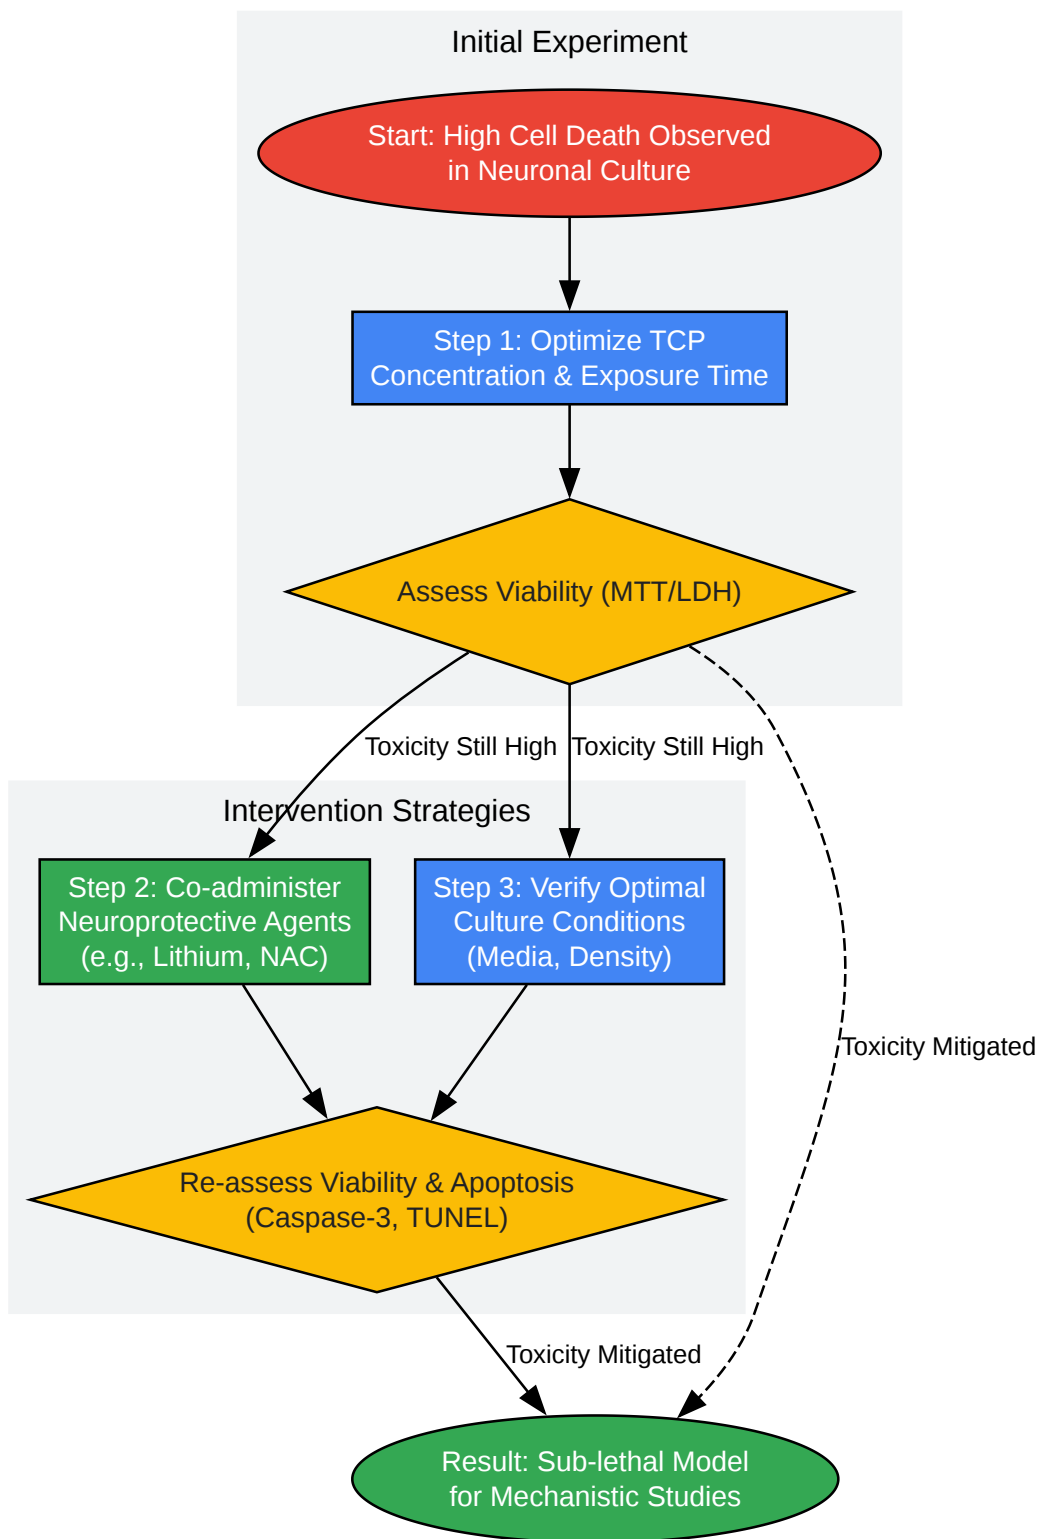 Initial Experiment
Start: High Cell Death Observed
in Neuronal Culture
Step 1: Optimize TCP
Concentration & Exposure Time
Assess Viability (MTT/LDH)
Toxicity Still High
Toxicity Still High
Intervention Strategies
Step 2: Co-administer
Neuroprotective Agents
(e.g., Lithium, NAC)
Step 3: Verify Optimal
Culture Conditions
(Media, Density)
Toxicity Mitigated
Re-assess Viability & Apoptosis
(Caspase-3, TUNEL)
Toxicity Mitigated
Result: Sub-lethal Model
for Mechanistic Studies